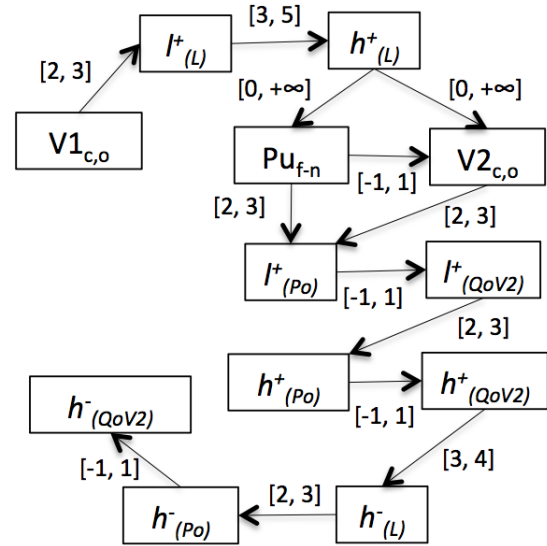 [3, 5]
l⁺(L)
h⁺(L)
[2, 3]
[0, +∞]
[0, +∞]
V1c,o
Puf-n
V2c,o
[-1, 1]
[2, 3]
[2, 3]
l⁺(Po)
l⁺(QoV2)
[-1, 1]
[2, 3]
h⁺(Po)
h⁺(QoV2)
h⁻(QoV2)
[-1, 1]
[-1, 1]
[3, 4]
[2, 3]
h⁻(Po)
h⁻(L)